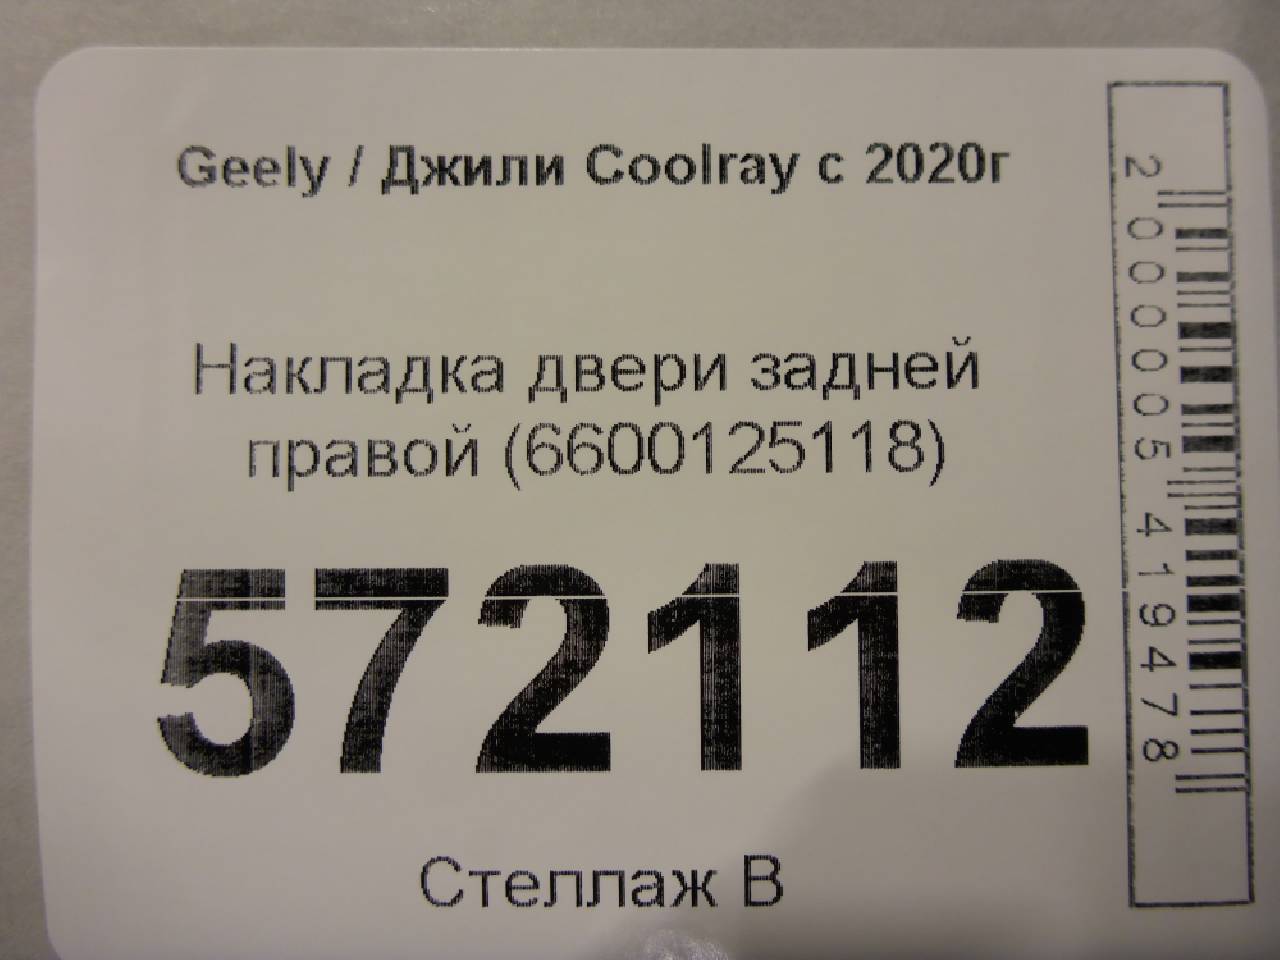 Geely / Джили Coolray с 2020г
Накладка двери задней
правой (6600125118)
572112
Стеллаж В
2000005419478